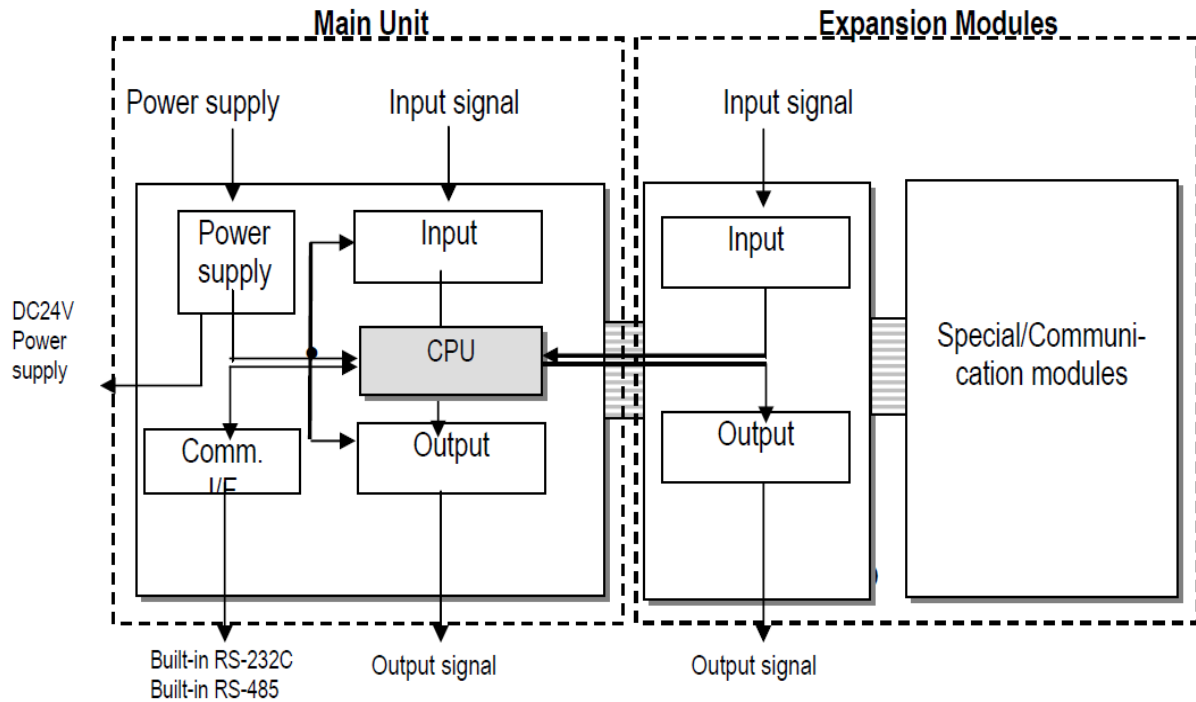 Main Unit
Expansion Modules
Power supply
Input signal
Input signal
Power
supply
Input
Input
DC24V
Power
supply
CPU
Special/Communi-
cation modules
Comm.
I/F
Output
Output
Built-in RS-232C
Built-in RS-485
Output signal
Output signal